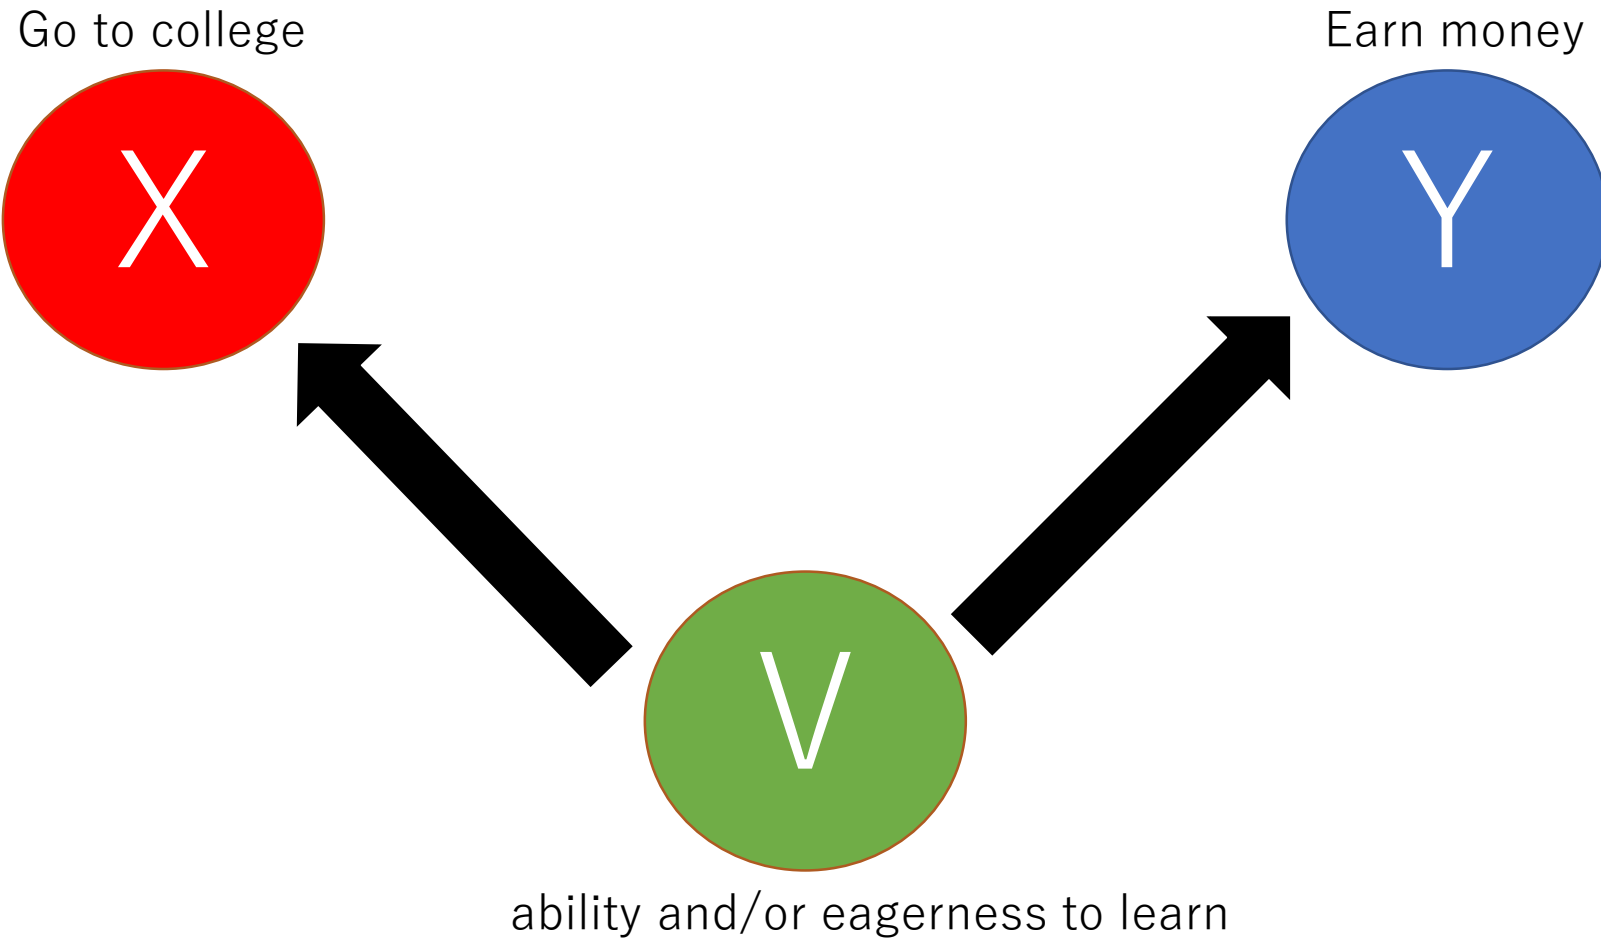 Go to college
Earn money
X
Y
V
ability and/or eagerness to learn